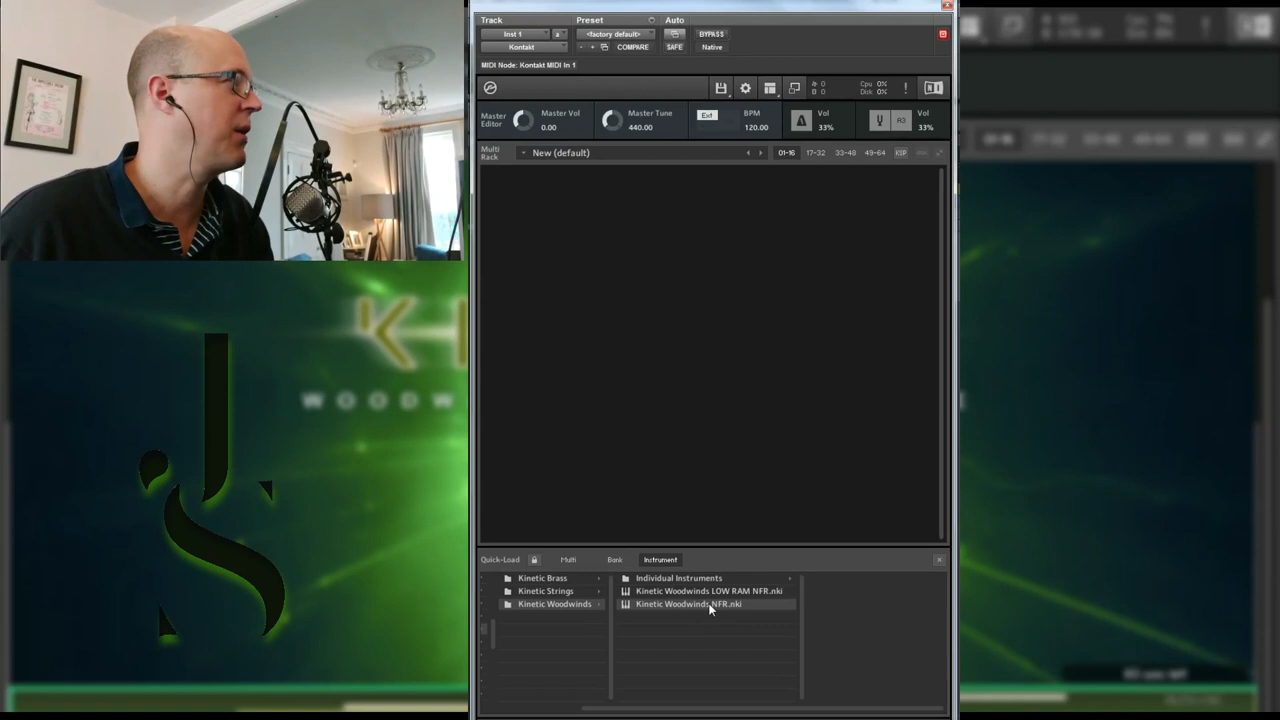 Track Preset Auto
Inst 1 a <factory default>
BYPASS
Kontakt - + COMPARE SAFE Native
MIDI Node: Kontakt MIDI In 1
Cpu 0%
Disk 0%
Master Editor
Master Vol
0.00
Master Tune
440.00
Ext
BPM
120.00
Vol
33%
A3
Vol
33%
Multi Rack
New (default)
01-16 17-32 33-48 49-64 KSP
Quick-Load Multi Bank Instrument
Kinetic Brass
Kinetic Strings
Kinetic Woodwinds
Individual Instruments
Kinetic Woodwinds LOW RAM NFR.nki
Kinetic Woodwinds NFR.nki
K
W O O D W
J
S